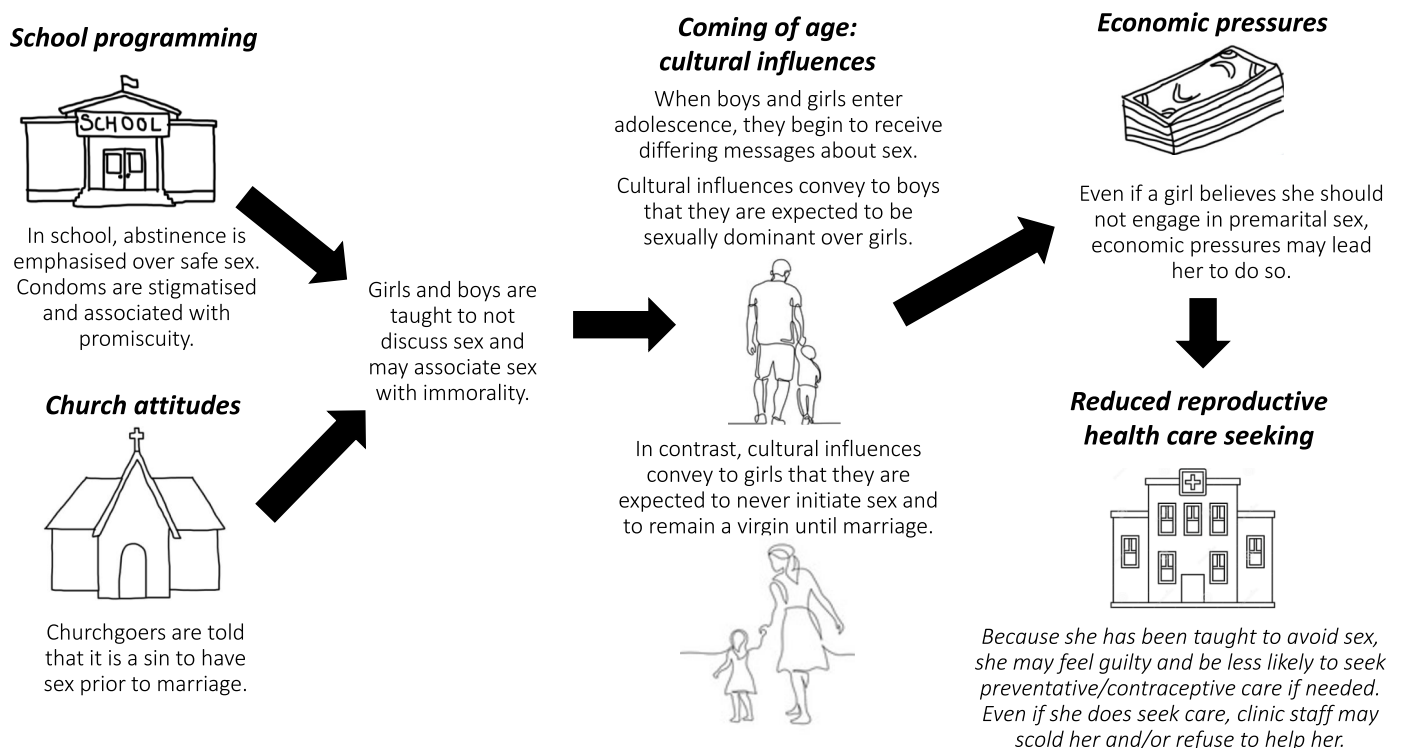 School programming
SCHOOL
In school, abstinence is
emphasised over safe sex.
Condoms are stigmatised
and associated with
promiscuity.
Church attitudes
Churchgoers are told
that it is a sin to have
sex prior to marriage.
Girls and boys are
taught to not
discuss sex and
may associate sex
with immorality.
Coming of age:
cultural influences
When boys and girls enter
adolescence, they begin to receive
differing messages about sex.
Cultural influences convey to boys
that they are expected to be
sexually dominant over girls.
In contrast, cultural influences
convey to girls that they are
expected to never initiate sex and
to remain a virgin until marriage.
Economic pressures
Even if a girl believes she should
not engage in premarital sex,
economic pressures may lead
her to do so.
Reduced reproductive
health care seeking
Because she has been taught to avoid sex,
she may feel guilty and be less likely to seek
preventative/contraceptive care if needed.
Even if she does seek care, clinic staff may
scold her and/or refuse to help her.